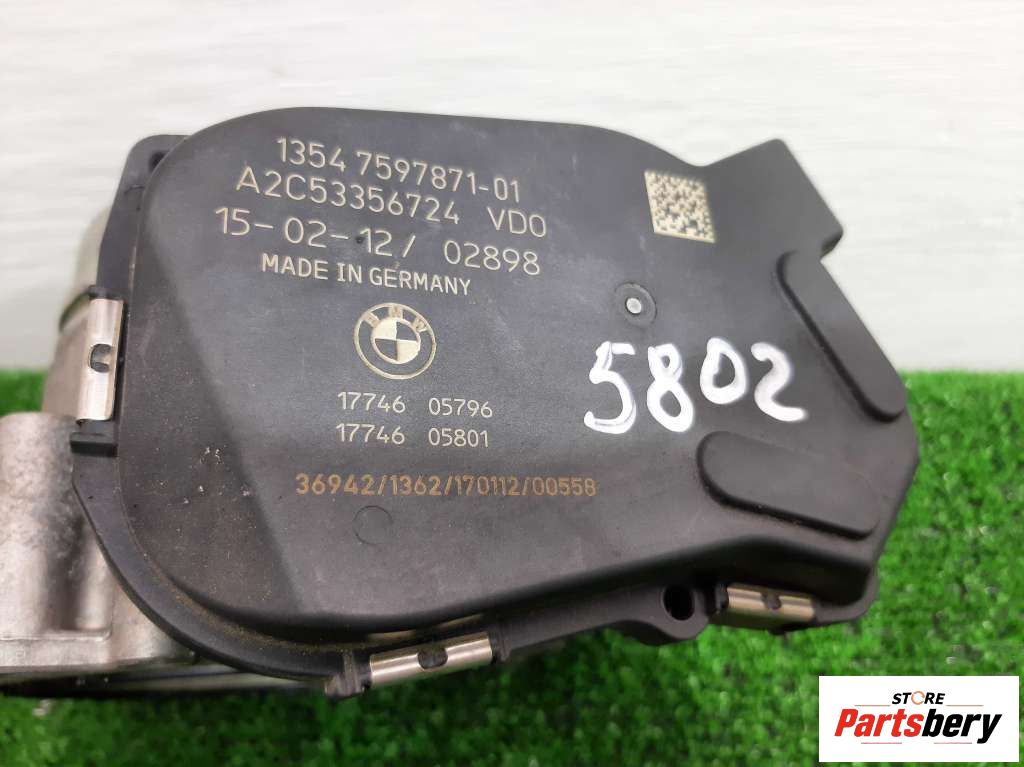 1354 7597871-01
A2C53356724 VDO
15-02-12/ 02898
MADE IN GERMANY
BMW
17746 05796
17746 05801
36942/1362/170112/00558
5802
STORE
Partsbery